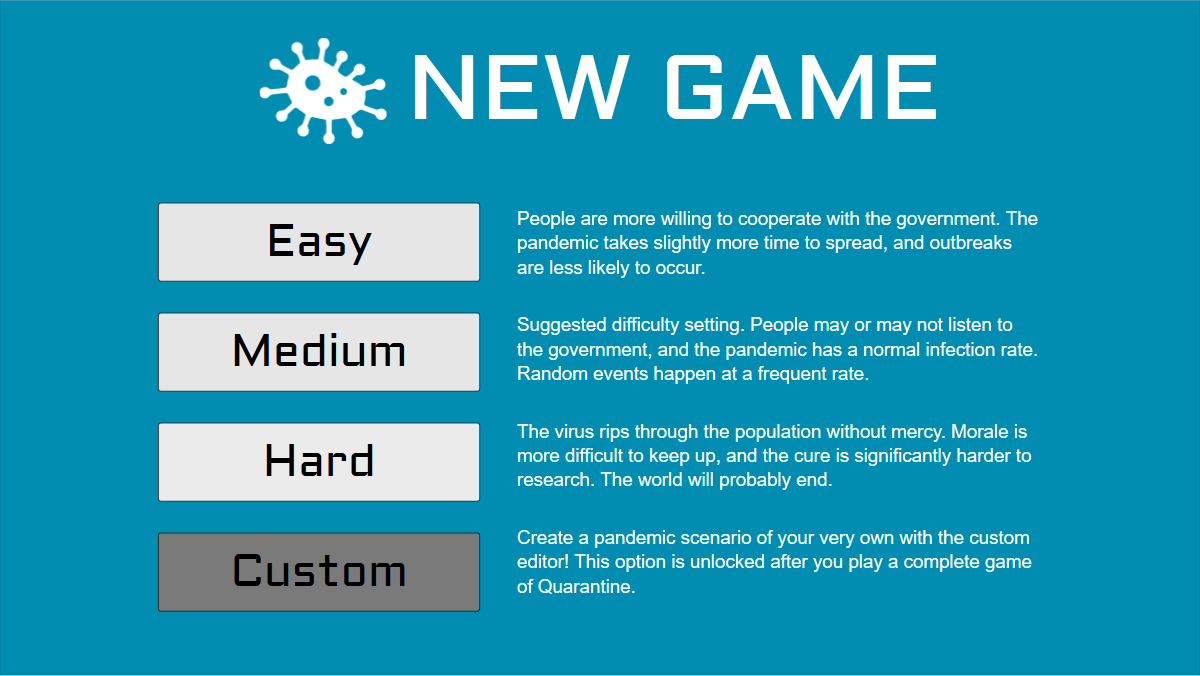 NEW GAME
Easy
People are more willing to cooperate with the government. The
pandemic takes slightly more time to spread, and outbreaks
are less likely to occur.
Medium
Suggested difficulty setting. People may or may not listen to
the government, and the pandemic has a normal infection rate.
Random events happen at a frequent rate.
Hard
The virus rips through the population without mercy. Morale is
more difficult to keep up, and the cure is significantly harder to
research. The world will probably end.
Custom
Create a pandemic scenario of your very own with the custom
editor! This option is unlocked after you play a complete game
of Quarantine.